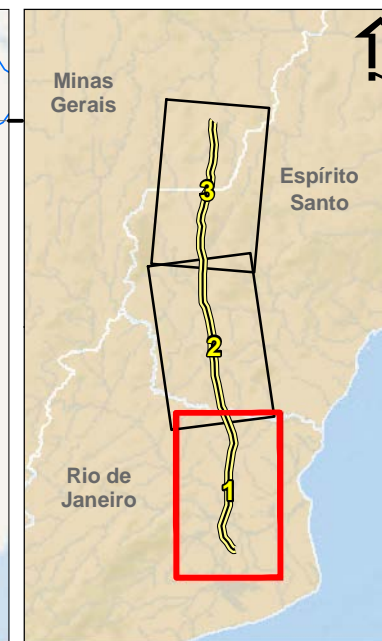 Minas
Gerais
3
Espírito
Santo
2
Rio de
Janeiro
1